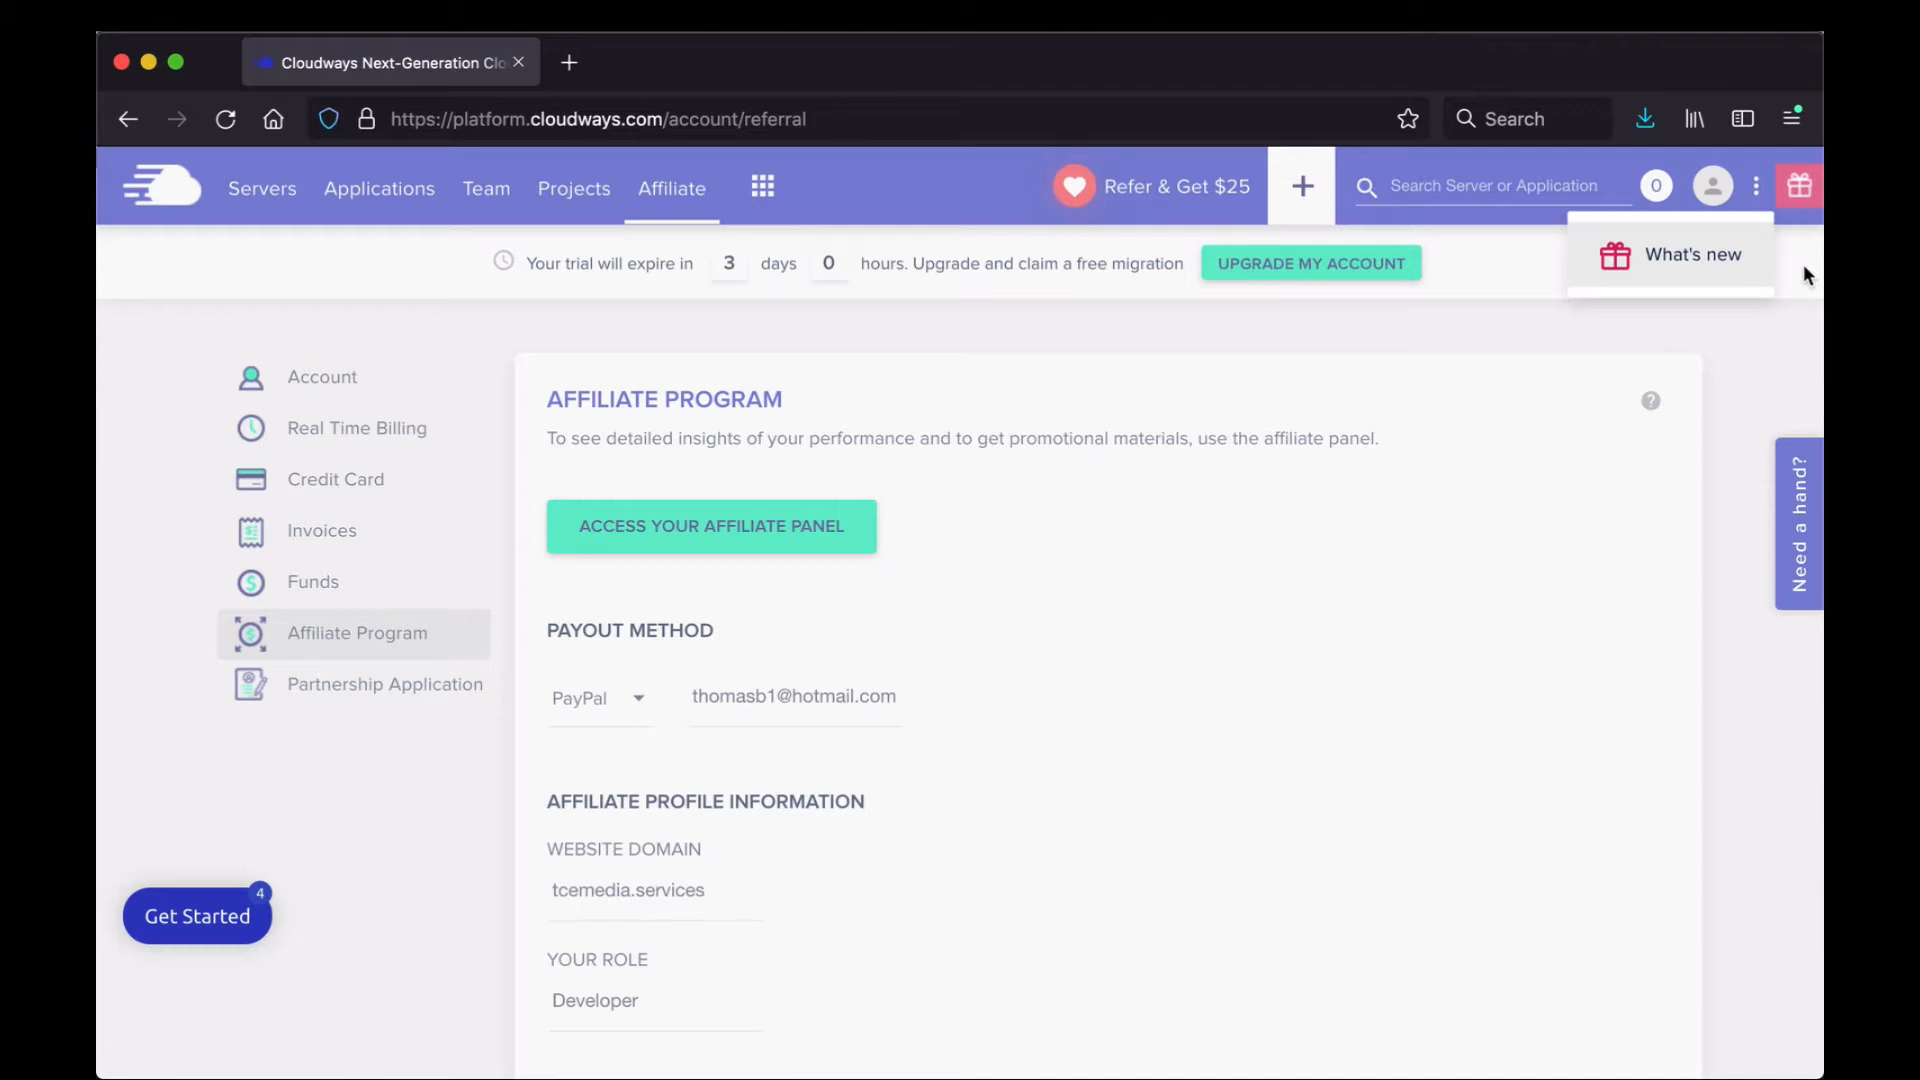 Cloudways Next-Generation Clo
https://platform.cloudways.com/account/referral
Search
Servers
Applications
Team
Projects
Affiliate
Refer & Get $25
Search Server or Application
0
What's new
Your trial will expire in 3 days 0 hours. Upgrade and claim a free migration
UPGRADE MY ACCOUNT
Account
Real Time Billing
Credit Card
Invoices
Funds
Affiliate Program
Partnership Application
AFFILIATE PROGRAM
To see detailed insights of your performance and to get promotional materials, use the affiliate panel.
ACCESS YOUR AFFILIATE PANEL
PAYOUT METHOD
PayPal
thomasb1@hotmail.com
AFFILIATE PROFILE INFORMATION
WEBSITE DOMAIN
tcemedia.services
YOUR ROLE
Developer
Need a hand?
Get Started
4